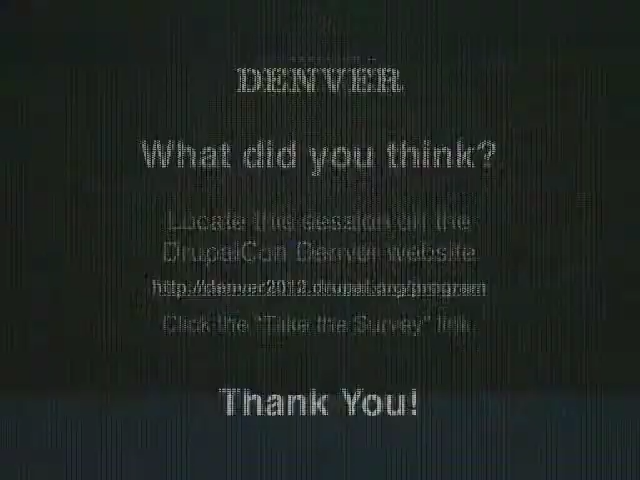 DENVER
What did you think?
Locate this session on the
DrupalCon Denver website
http://denver2012.drupal.org/program
Click the "Take the Survey" link
Thank You!